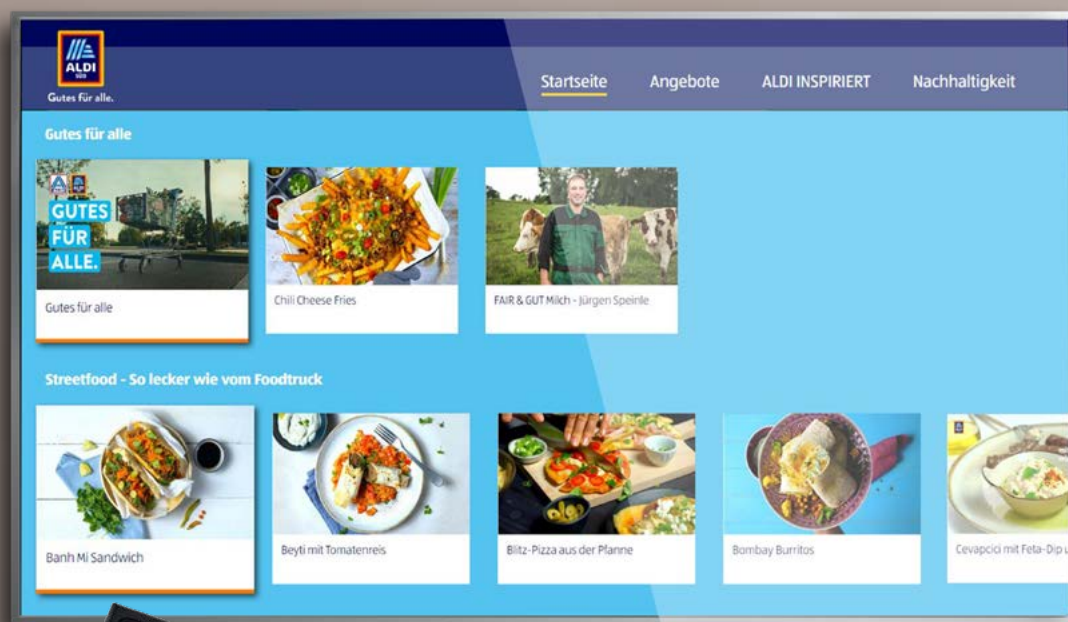 ALDI
SÜD
Gutes für alle.
Startseite
Angebote
ALDI INSPIRIERT
Nachhaltigkeit
Gutes für alle
GUTES
FÜR
ALLE.
Gutes für alle
Chili Cheese Fries
FAIR & GUT Milch - Jürgen Speinle
Streetfood - So lecker wie vom Foodtruck
Banh Mi Sandwich
Beyti mit Tomatenreis
Blitz-Pizza aus der Pfanne
Bombay Burritos
Cevapcici mit Feta-Dip u